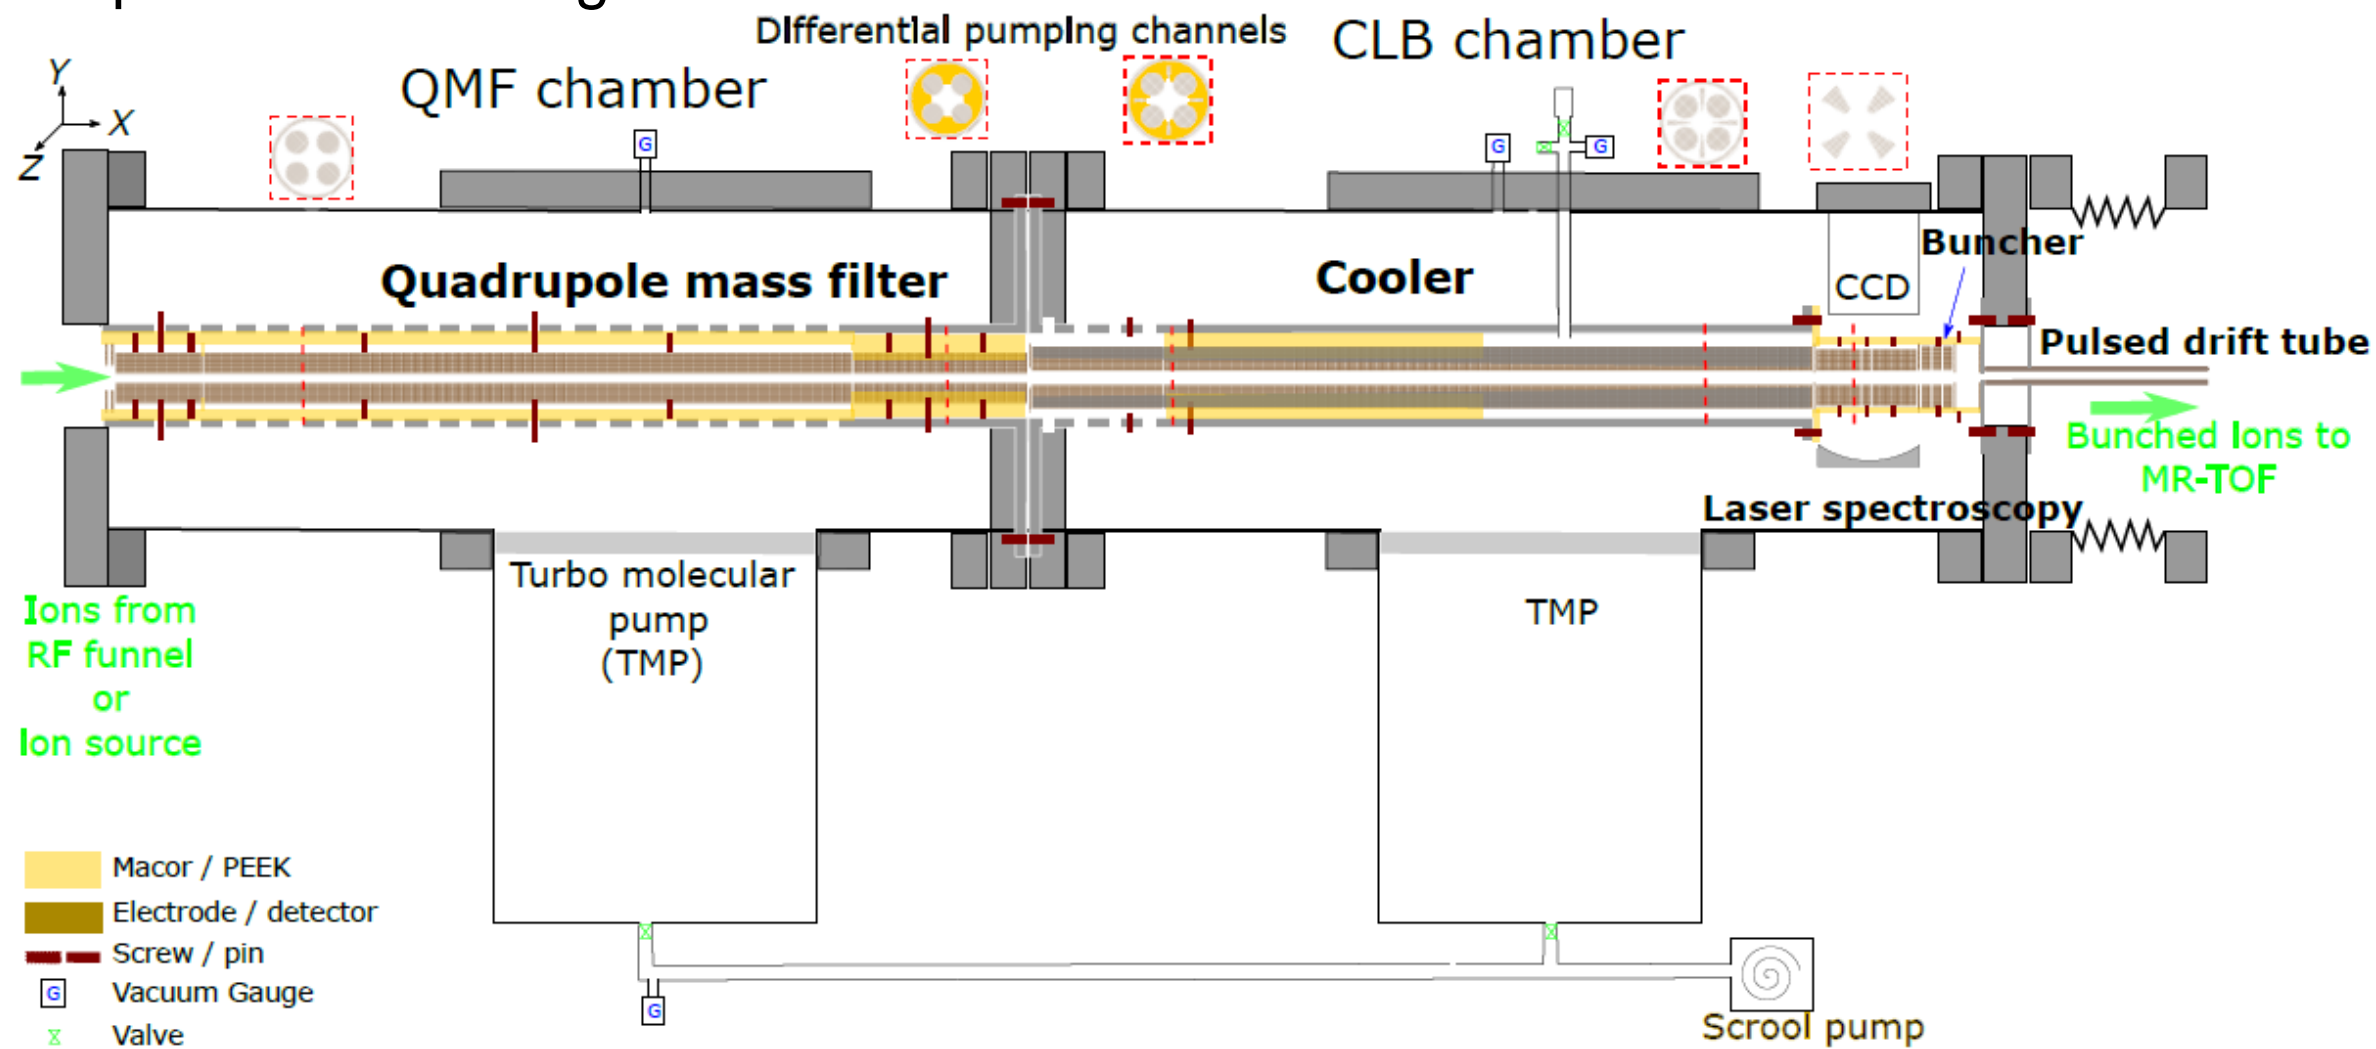 Differential pumping channels
CLB chamber
QMF chamber
Y
X
Z
G
G
G
Quadrupole mass filter
Cooler
Buncher
CCD
Pulsed drift tube
Bunched Ions to
MR-TOF
Laser spectroscopy
Ions from
RF funnel
or
Ion source
Turbo molecular
pump
(TMP)
TMP
Macor / PEEK
Electrode / detector
Screw / pin
G Vacuum Gauge
Valve
G
Scrool pump